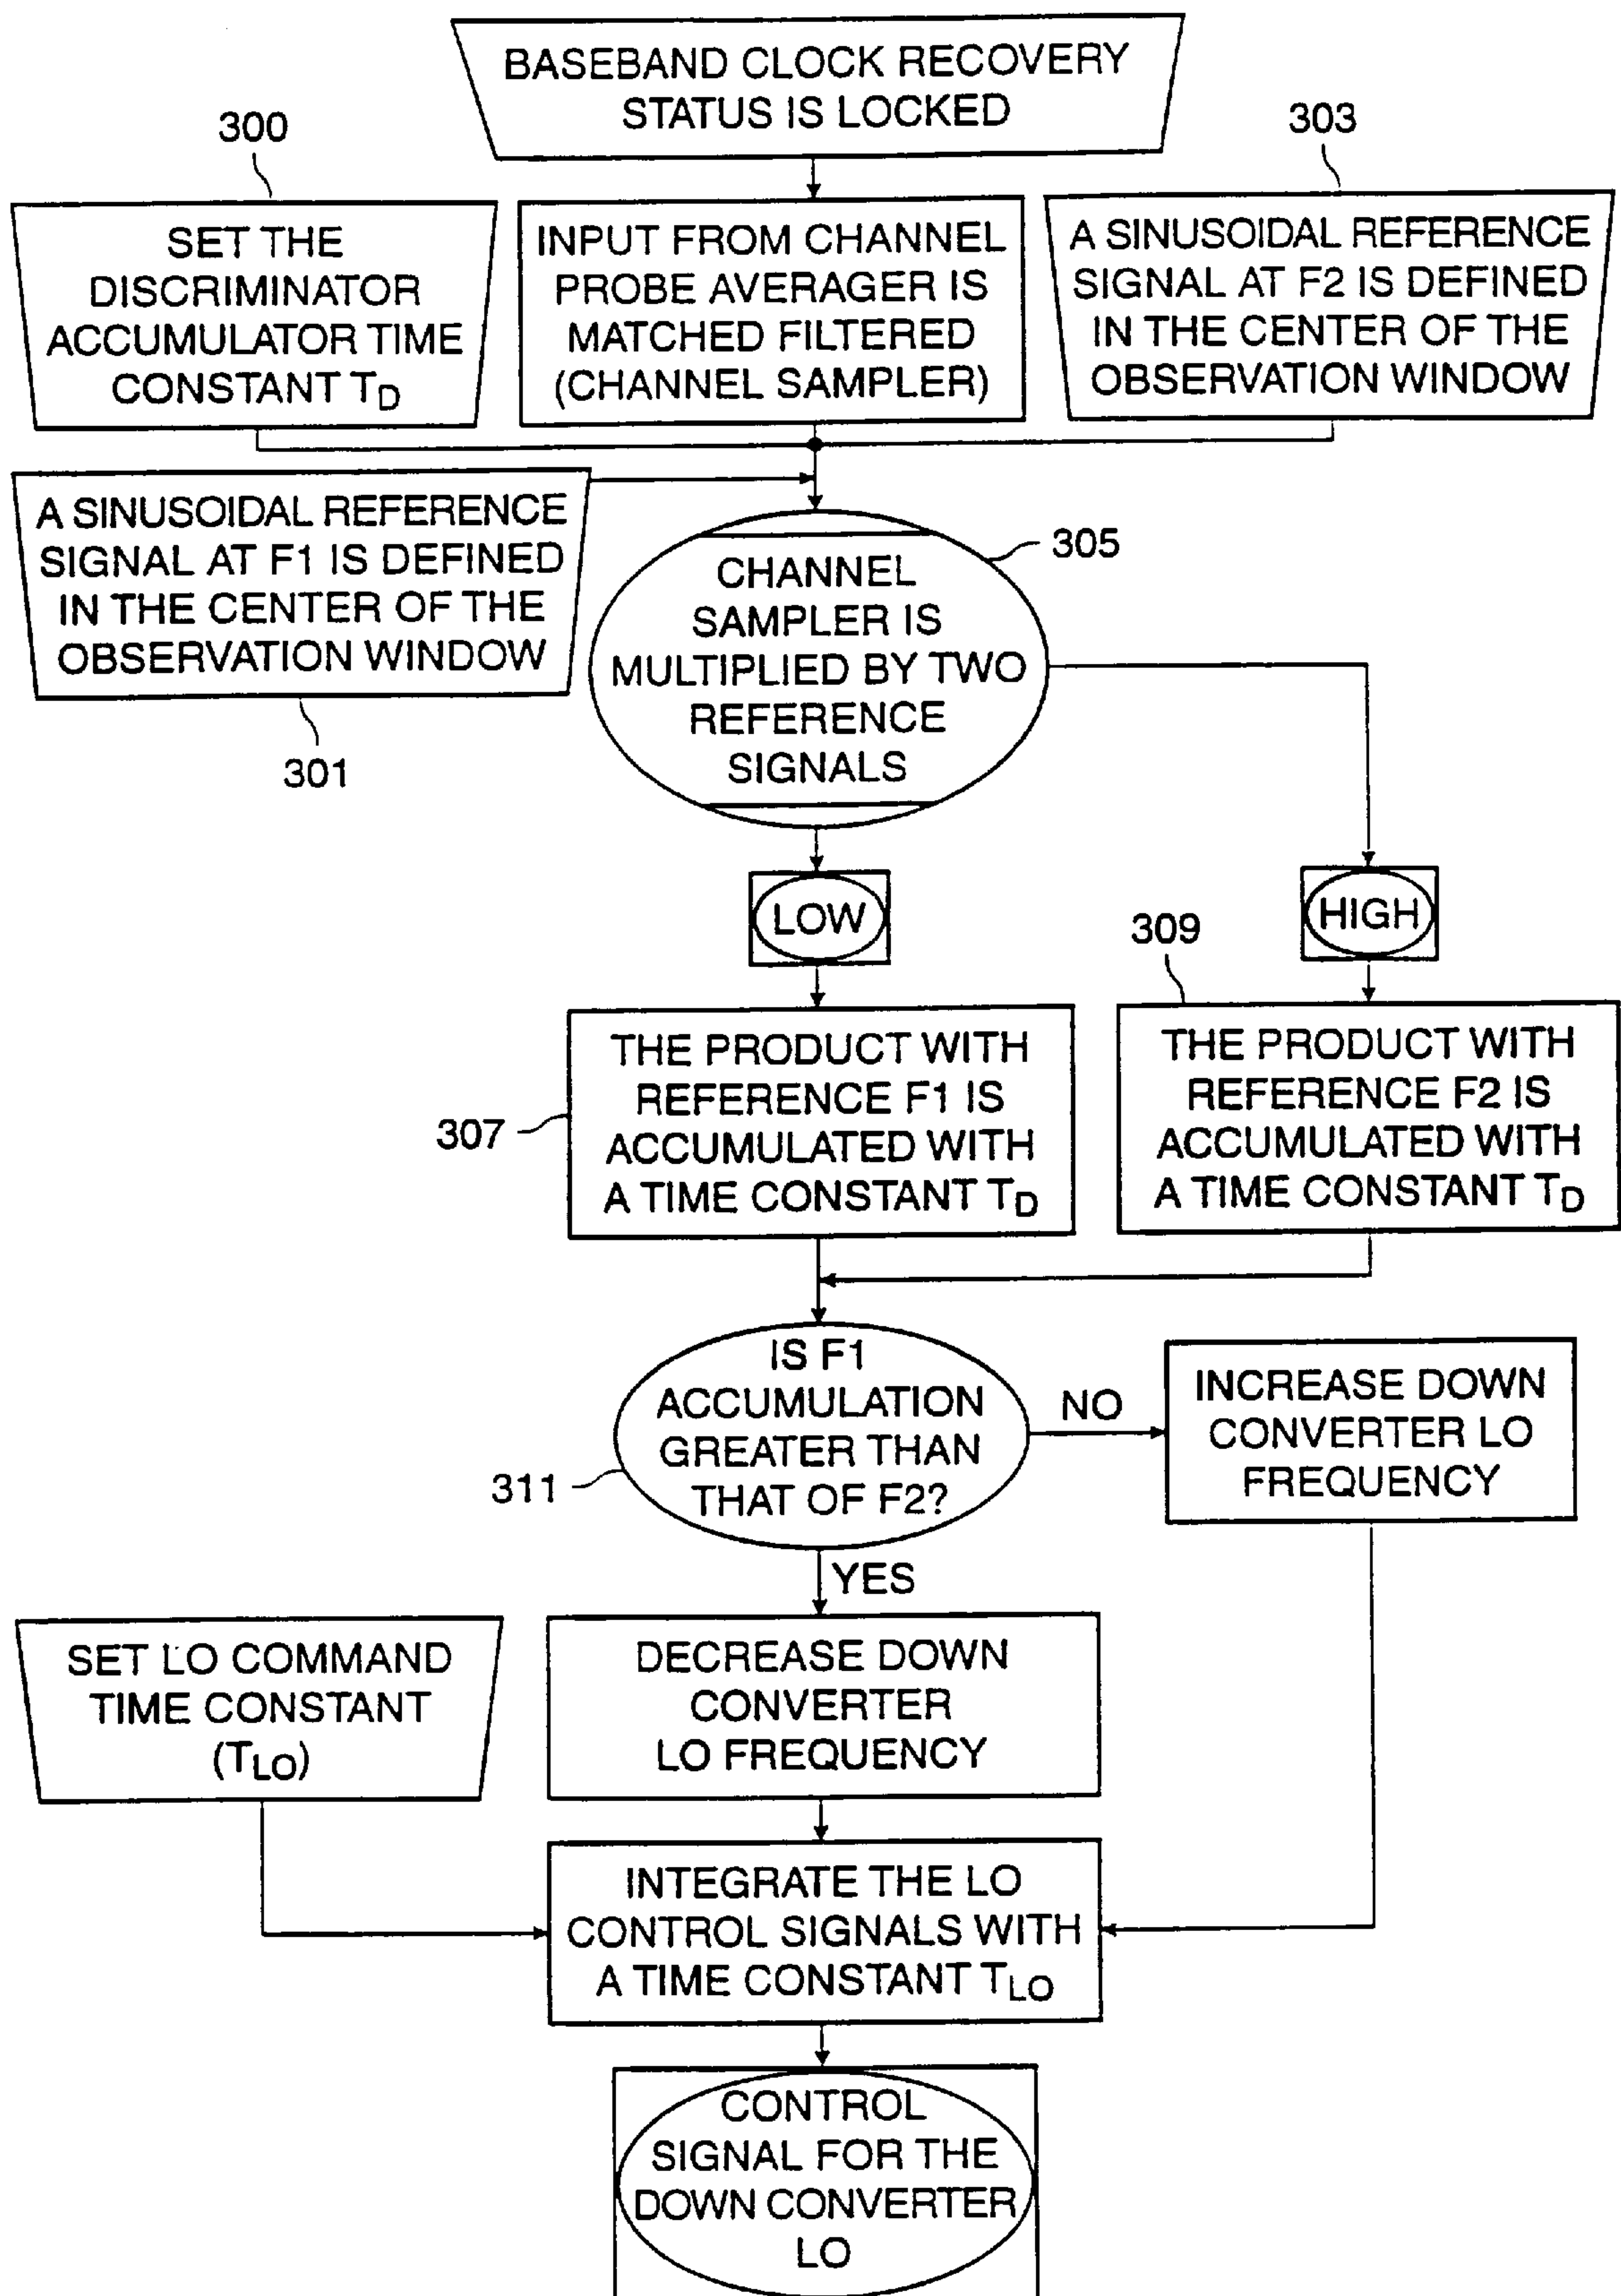 BASEBAND CLOCK RECOVERY
STATUS IS LOCKED
300
303
SET THE
DISCRIMINATOR
ACCUMULATOR TIME
CONSTANT TD
INPUT FROM CHANNEL
PROBE AVERAGER IS
MATCHED FILTERED
(CHANNEL SAMPLER)
A SINUSOIDAL REFERENCE
SIGNAL AT F2 IS DEFINED
IN THE CENTER OF THE
OBSERVATION WINDOW
A SINUSOIDAL REFERENCE
SIGNAL AT F1 IS DEFINED
IN THE CENTER OF THE
OBSERVATION WINDOW
301
305
CHANNEL
SAMPLER IS
MULTIPLIED BY TWO
REFERENCE
SIGNALS
LOW
HIGH
309
307
THE PRODUCT WITH
REFERENCE F1 IS
ACCUMULATED WITH
A TIME CONSTANT TD
THE PRODUCT WITH
REFERENCE F2 IS
ACCUMULATED WITH
A TIME CONSTANT TD
311
IS F1
ACCUMULATION
GREATER THAN
THAT OF F2?
NO
INCREASE DOWN
CONVERTER LO
FREQUENCY
YES
SET LO COMMAND
TIME CONSTANT
(TLO)
DECREASE DOWN
CONVERTER
LO FREQUENCY
INTEGRATE THE LO
CONTROL SIGNALS WITH
A TIME CONSTANT TLO
CONTROL
SIGNAL FOR THE
DOWN CONVERTER
LO